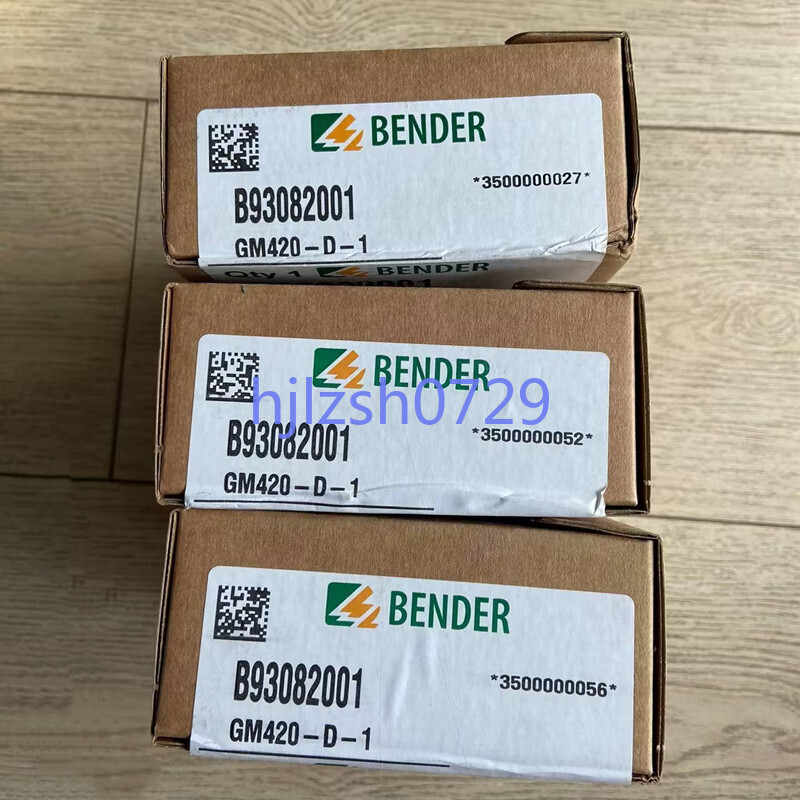 BENDER
*3500000027*
B93082001
GM420-D-1
Qty 1 BENDER
BENDER
hjlzsh0729
*3500000052*
B93082001
GM420-D-1
BENDER
*3500000056*
B93082001
GM420-D-1